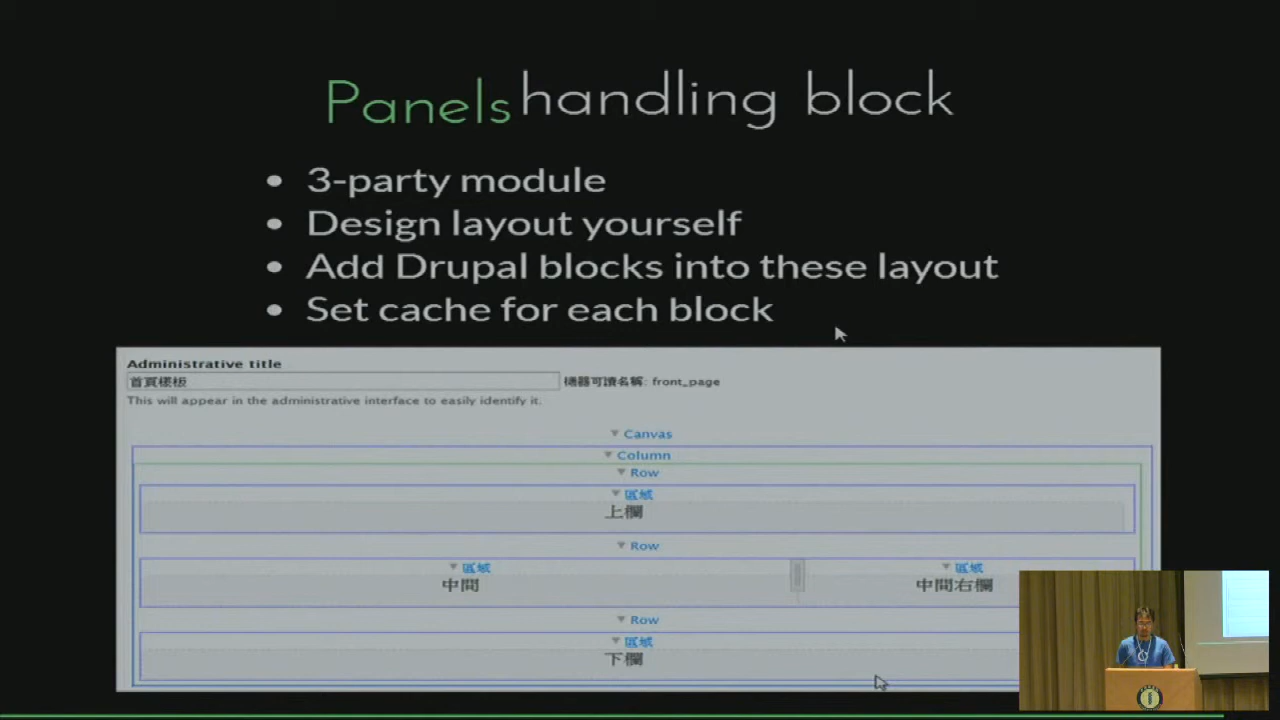 Panels handling block
3-party module
Design layout yourself
Add Drupal blocks into these layout
Set cache for each block
Administrative title
首頁樣板 機器可讀名稱: front_page
This will appear in the administrative interface to easily identify it.
Canvas
Column
Row
區域
上欄
Row
區域 區域
中間 中間右欄
Row
區域
下欄